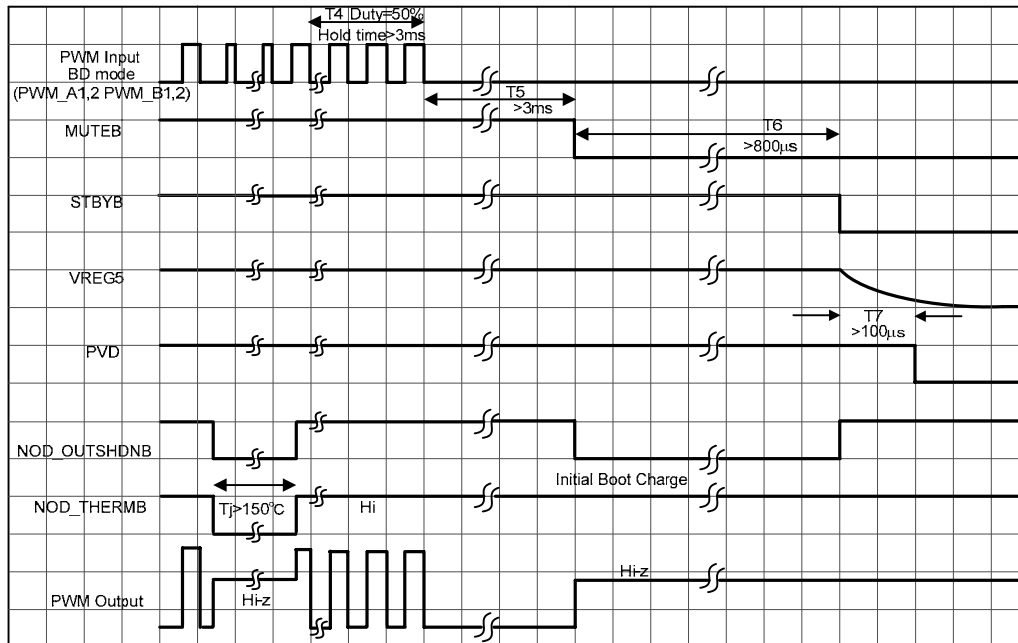 T4 Duty=50%
Hold time>3ms
PWM Input
BD mode
(PWM_A1,2 PWM_B1,2)
T5
>3ms
MUTEB
T6
>800μs
STBYB
VREG5
T7
>100μs
PVD
NOD_OUTSHDNB
Initial Boot Charge
NOD_THERMB
Tj>150°C
Hi
Hi-z
PWM Output
Hi-z